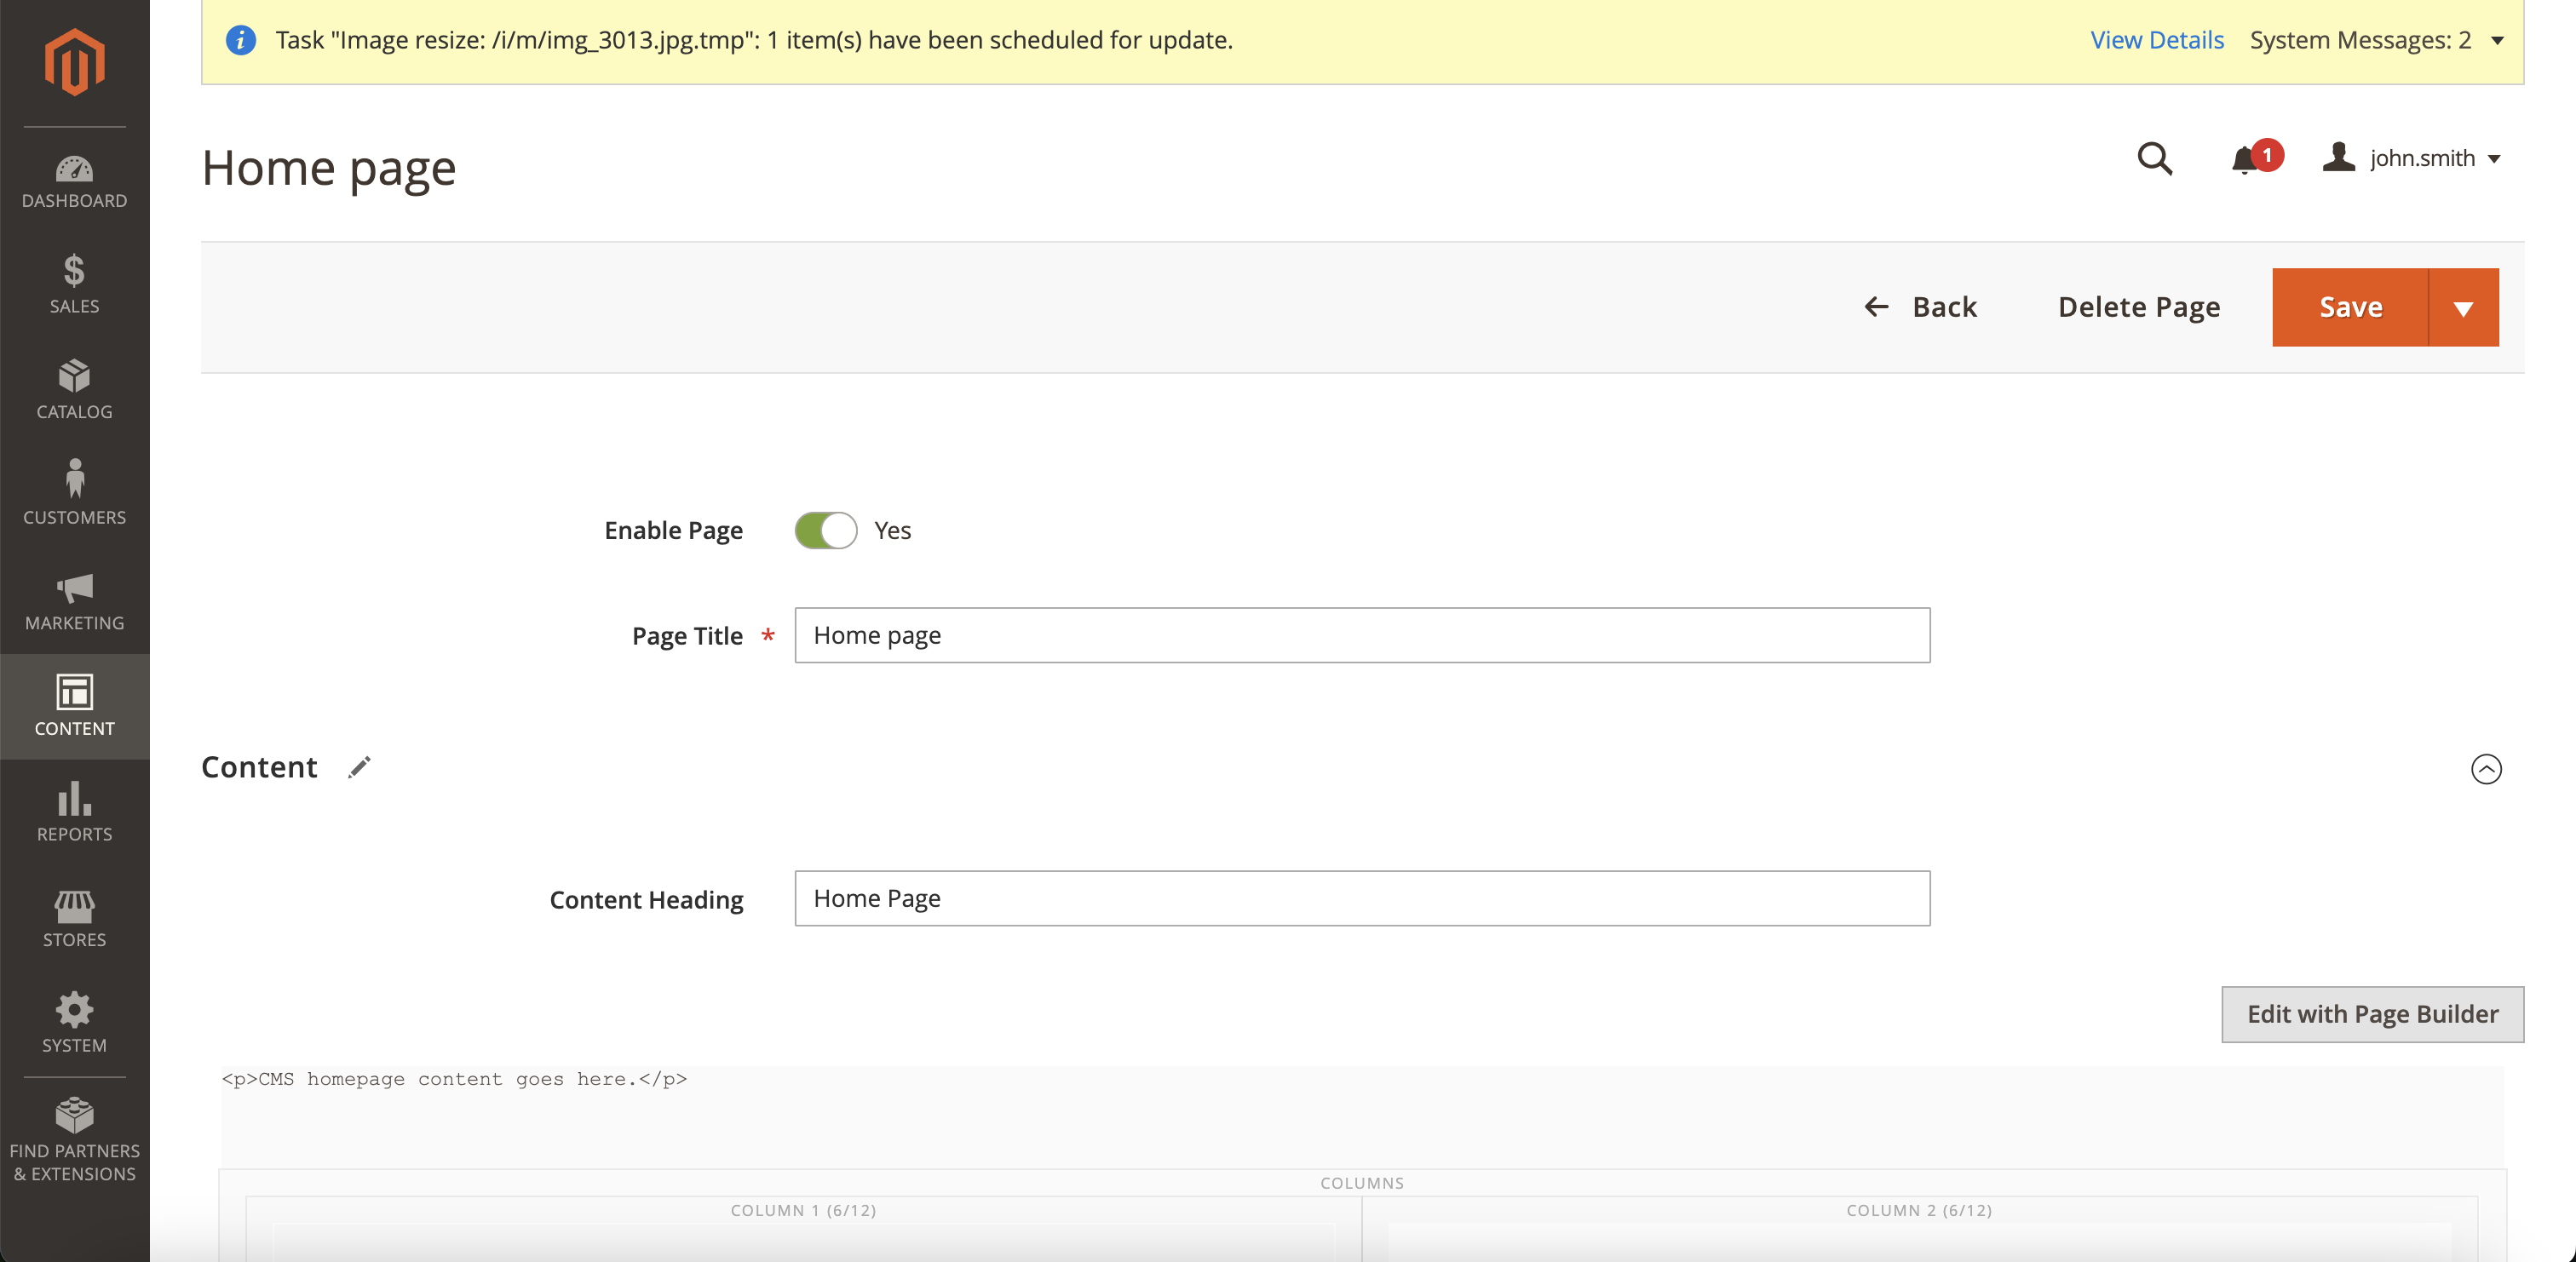 Task "Image resize: /i/m/img_3013.jpg.tmp": 1 item(s) have been scheduled for update.
View Details
System Messages: 2
Home page
1
john.smith
Back
Delete Page
Save
DASHBOARD
SALES
CATALOG
CUSTOMERS
MARKETING
CONTENT
REPORTS
STORES
SYSTEM
FIND PARTNERS
& EXTENSIONS
Enable Page
Yes
Page Title *
Home page
Content
Content Heading
Home Page
Edit with Page Builder
<p>CMS homepage content goes here.</p>
COLUMNS
COLUMN 1 (6/12)
COLUMN 2 (6/12)